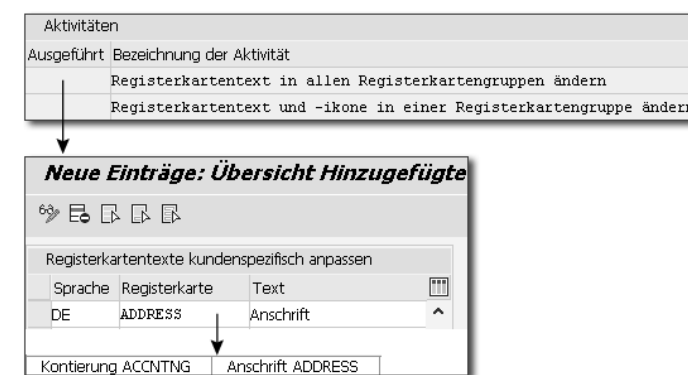 Aktivitäten
Ausgeführt Bezeichnung der Aktivität
Registerkartentext in allen Registerkartengruppen ändern
Registerkartentext und -ikone in einer Registerkartengruppe ändern
Neue Einträge: Übersicht Hinzugefügte
Registerkartentexte kundenspezifisch anpassen
Sprache Registerkarte Text
DE ADDRESS Anschrift
Kontierung ACCNTNG Anschrift ADDRESS